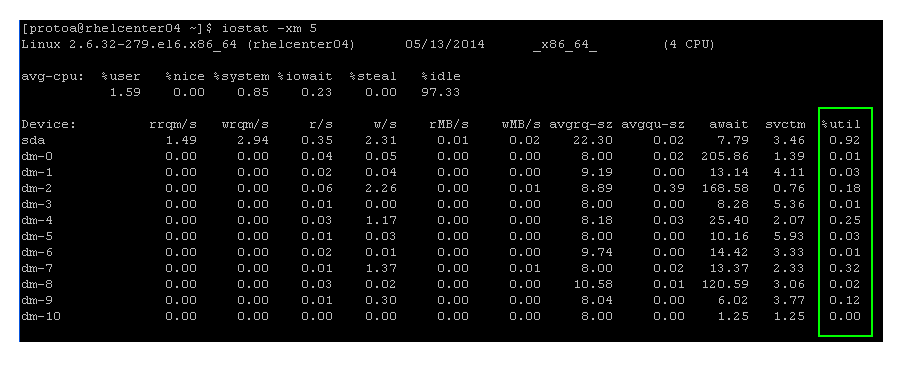 [protoa@rhelcenter04 ~]$ iostat -xm 5
Linux 2.6.32-279.el6.x86_64 (rhelcenter04) 05/13/2014 _x86_64_ (4 CPU)
avg-cpu: %user %nice %system %iowait %steal %idle
1.59 0.00 0.85 0.23 0.00 97.33
Device: rrqm/s wrqm/s r/s w/s rMB/s wMB/s avgrq-sz avgqu-sz await svctm %util
sda 1.49 2.94 0.35 2.31 0.01 0.02 22.30 0.02 7.79 3.46 0.92
dm-0 0.00 0.00 0.04 0.05 0.00 0.00 8.00 0.02 205.86 1.39 0.01
dm-1 0.00 0.00 0.02 0.04 0.00 0.00 9.19 0.00 13.14 4.11 0.03
dm-2 0.00 0.00 0.06 2.26 0.00 0.01 8.89 0.39 168.58 0.76 0.18
dm-3 0.00 0.00 0.01 0.00 0.00 0.00 8.00 0.00 8.28 5.36 0.01
dm-4 0.00 0.00 0.03 1.17 0.00 0.00 8.18 0.03 25.40 2.07 0.25
dm-5 0.00 0.00 0.01 0.03 0.00 0.00 8.00 0.00 10.16 5.93 0.03
dm-6 0.00 0.00 0.02 0.01 0.00 0.00 9.74 0.00 14.42 3.33 0.01
dm-7 0.00 0.00 0.01 1.37 0.00 0.01 8.00 0.02 13.37 2.33 0.32
dm-8 0.00 0.00 0.03 0.02 0.00 0.00 10.58 0.01 120.59 3.06 0.02
dm-9 0.00 0.00 0.01 0.30 0.00 0.00 8.04 0.00 6.02 3.77 0.12
dm-10 0.00 0.00 0.00 0.00 0.00 0.00 8.00 0.00 1.25 1.25 0.00